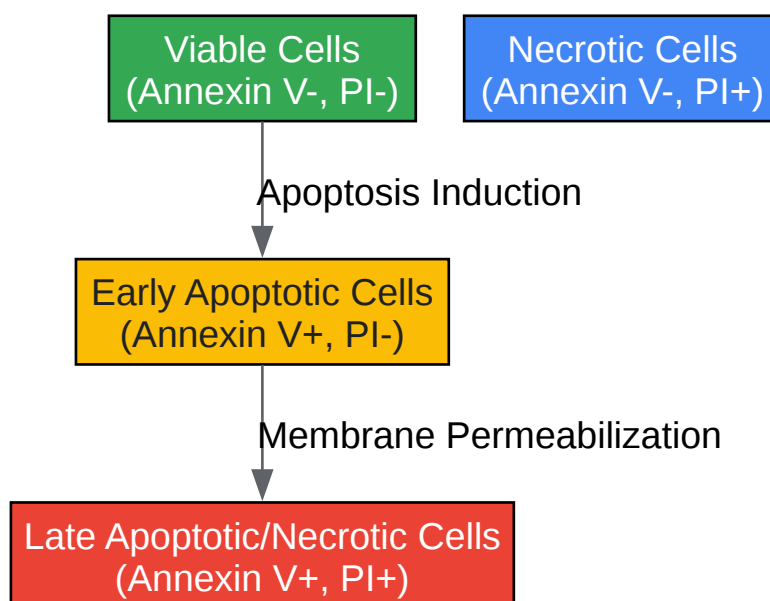 Viable Cells
(Annexin V-, PI-)
Necrotic Cells
(Annexin V-, PI+)
Apoptosis Induction
Early Apoptotic Cells
(Annexin V+, PI-)
Membrane Permeabilization
Late Apoptotic/Necrotic Cells
(Annexin V+, PI+)